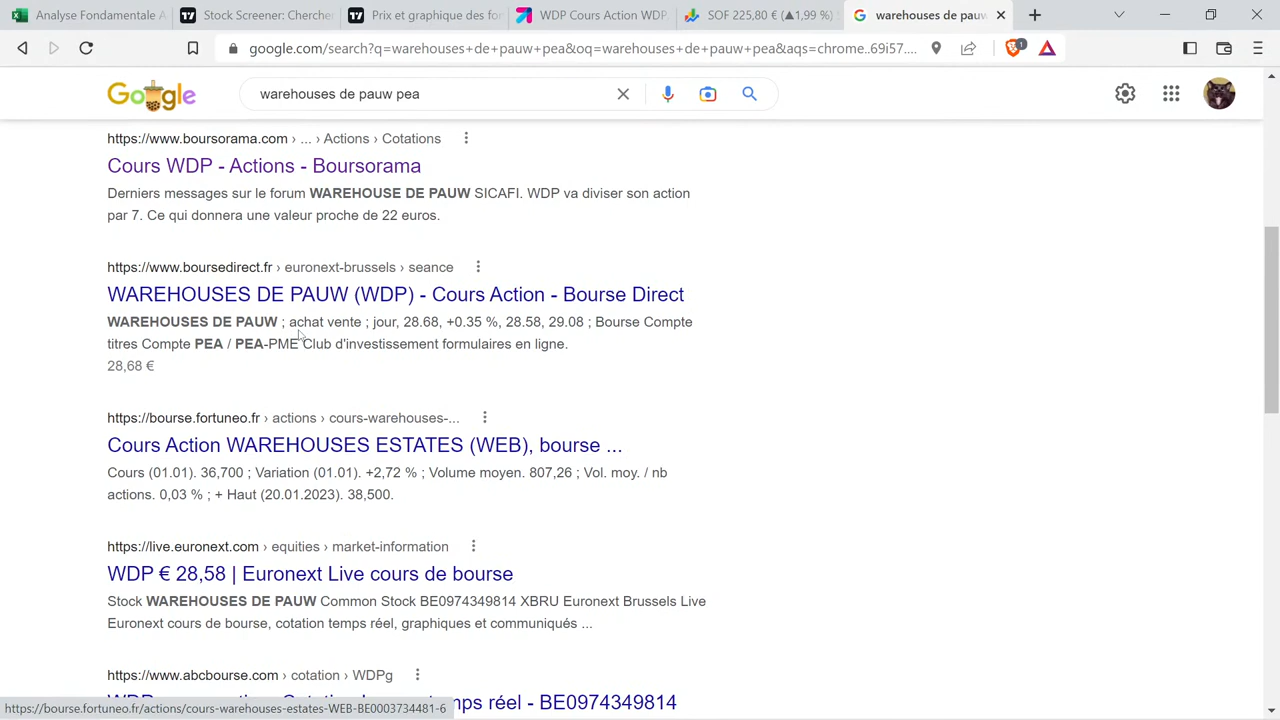 Analyse Fondamentale A
Stock Screener: Chercher
Prix et graphique des fon
WDP Cours Action WDP
SOF 225,80 € (▲1,99 %)
warehouses de pauw
google.com/search?q=warehouses+de+pauw+pea&oq=warehouses+de+pauw+pea&aqs=chrome..69i57....
1
Google
warehouses de pauw pea
https://www.boursorama.com › ... › Actions › Cotations
Cours WDP - Actions - Boursorama
Derniers messages sur le forum WAREHOUSE DE PAUW SICAFI. WDP va diviser son action
par 7. Ce qui donnera une valeur proche de 22 euros.
https://www.boursedirect.fr › euronext-brussels › seance
WAREHOUSES DE PAUW (WDP) - Cours Action - Bourse Direct
WAREHOUSES DE PAUW ; achat vente ; jour, 28.68, +0.35 %, 28.58, 29.08 ; Bourse Compte
titres Compte PEA / PEA-PME Club d'investissement formulaires en ligne.
28,68 €
https://bourse.fortuneo.fr › actions › cours-warehouses-...
Cours Action WAREHOUSES ESTATES (WEB), bourse ...
Cours (01.01). 36,700 ; Variation (01.01). +2,72 % ; Volume moyen. 807,26 ; Vol. moy. / nb
actions. 0,03 % ; + Haut (20.01.2023). 38,500.
https://live.euronext.com › equities › market-information
WDP € 28,58 | Euronext Live cours de bourse
Stock WAREHOUSES DE PAUW Common Stock BE0974349814 XBRU Euronext Brussels Live
Euronext cours de bourse, cotation temps réel, graphiques et communiqués ...
https://www.abcbourse.com › cotation › WDPg
temps réel - BE0974349814
https://bourse.fortuneo.fr/actions/cours-warehouses-estates-WEB-BE0003734481-6